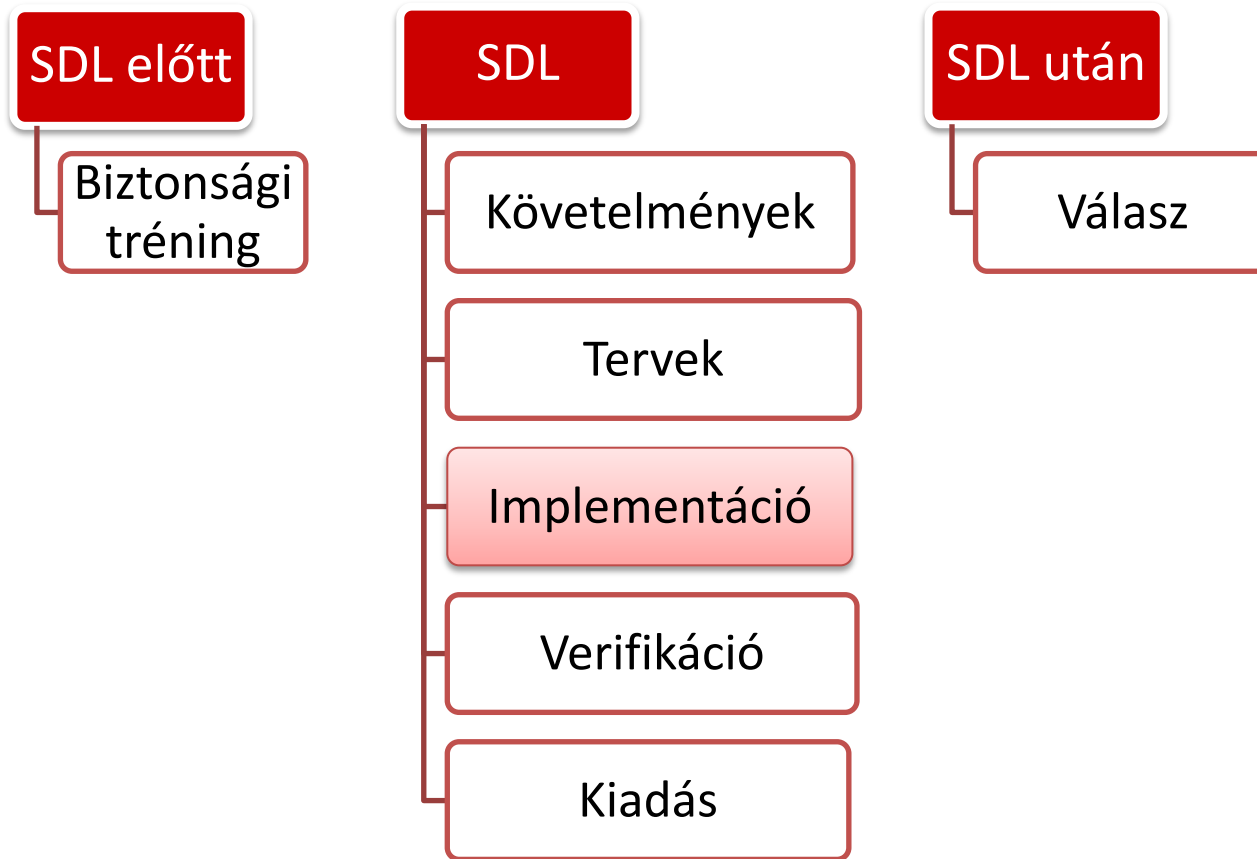 SDL előtt
Biztonsági
tréning
SDL
Követelmények
Tervek
Implementáció
Verifikáció
Kiadás
SDL után
Válasz